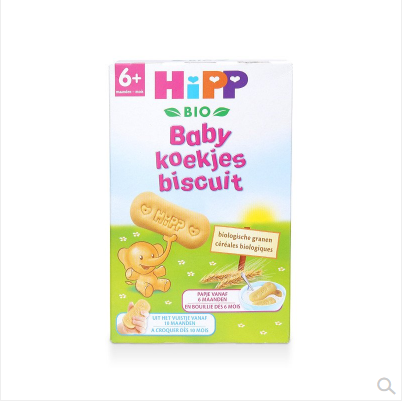 6+
HiPP
BIO
Baby
koekjes
biscuit
HiPP
biologische granen
céréales biologiques
PAPJE VANAF
6 MAANDEN
EN BOUILLIE DÈS 6 MOIS
UIT HET VUISTJE VANAF
10 MAANDEN
A CROQUER DÈS 10 MOIS